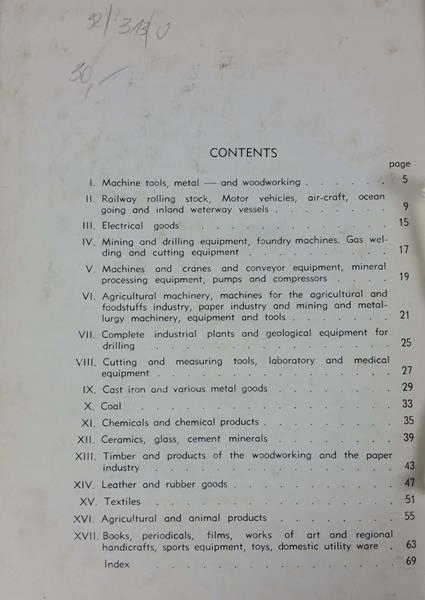 32/313/U
30,—
CONTENTS
page
I. Machine tools, metal — and woodworking . . . . . . 5
II. Railway rolling stock, Motor vehicles, air-craft, ocean
going and inland weterway vessels . . . . . . . . 9
III. Electrical goods . . . . . . . . . . . 15
IV. Mining and drilling equipment, foundry machines. Gas wel-
ding and cutting equipment . . . . . . . . . 17
V. Machines and cranes and conveyor equipment, mineral
processing equipment, pumps and compressors . . . . 19
VI. Agricultural machinery, machines for the agricultural and
foodstuffs industry, paper industry and mining and metal-
lurgy machinery, equipment and tools . . . . . . . 21
VII. Complete industrial plants and geological equipment for
drilling . . . . . . . . . . . . . 25
VIII. Cutting and measuring tools, laboratory and medical
equipment . . . . . . . . . . . . . 27
IX. Cast iron and various metal goods . . . . . . . 29
X. Coal . . . . . . . . . . . . . . 33
XI. Chemicals and chemical products . . . . . . . . 35
XII. Ceramics, glass, cement minerals . . . . . . . . 39
XIII. Timber and products of the woodworking and the paper
industry . . . . . . . . . . . . . 43
XIV. Leather and rubber goods . . . . . . . . . . 47
XV. Textiles . . . . . . . . . . . . . 51
XVI. Agricultural and animal products . . . . . . . 55
XVII. Books, periodicals, films, works of art and regional
handicrafts, sports equipment, toys, domestic utility ware . 63
Index . . . . . . . . . . . . . 69